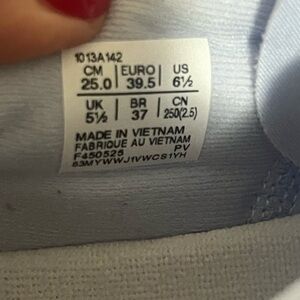 1013A142
CM EURO US
25.0 39.5 6½
UK BR CN
5½ 37 250(2.5)
MADE IN VIETNAM
FABRIQUE AU VIETNAM
F450525 PV
63MYWWJ1VWCS1YH